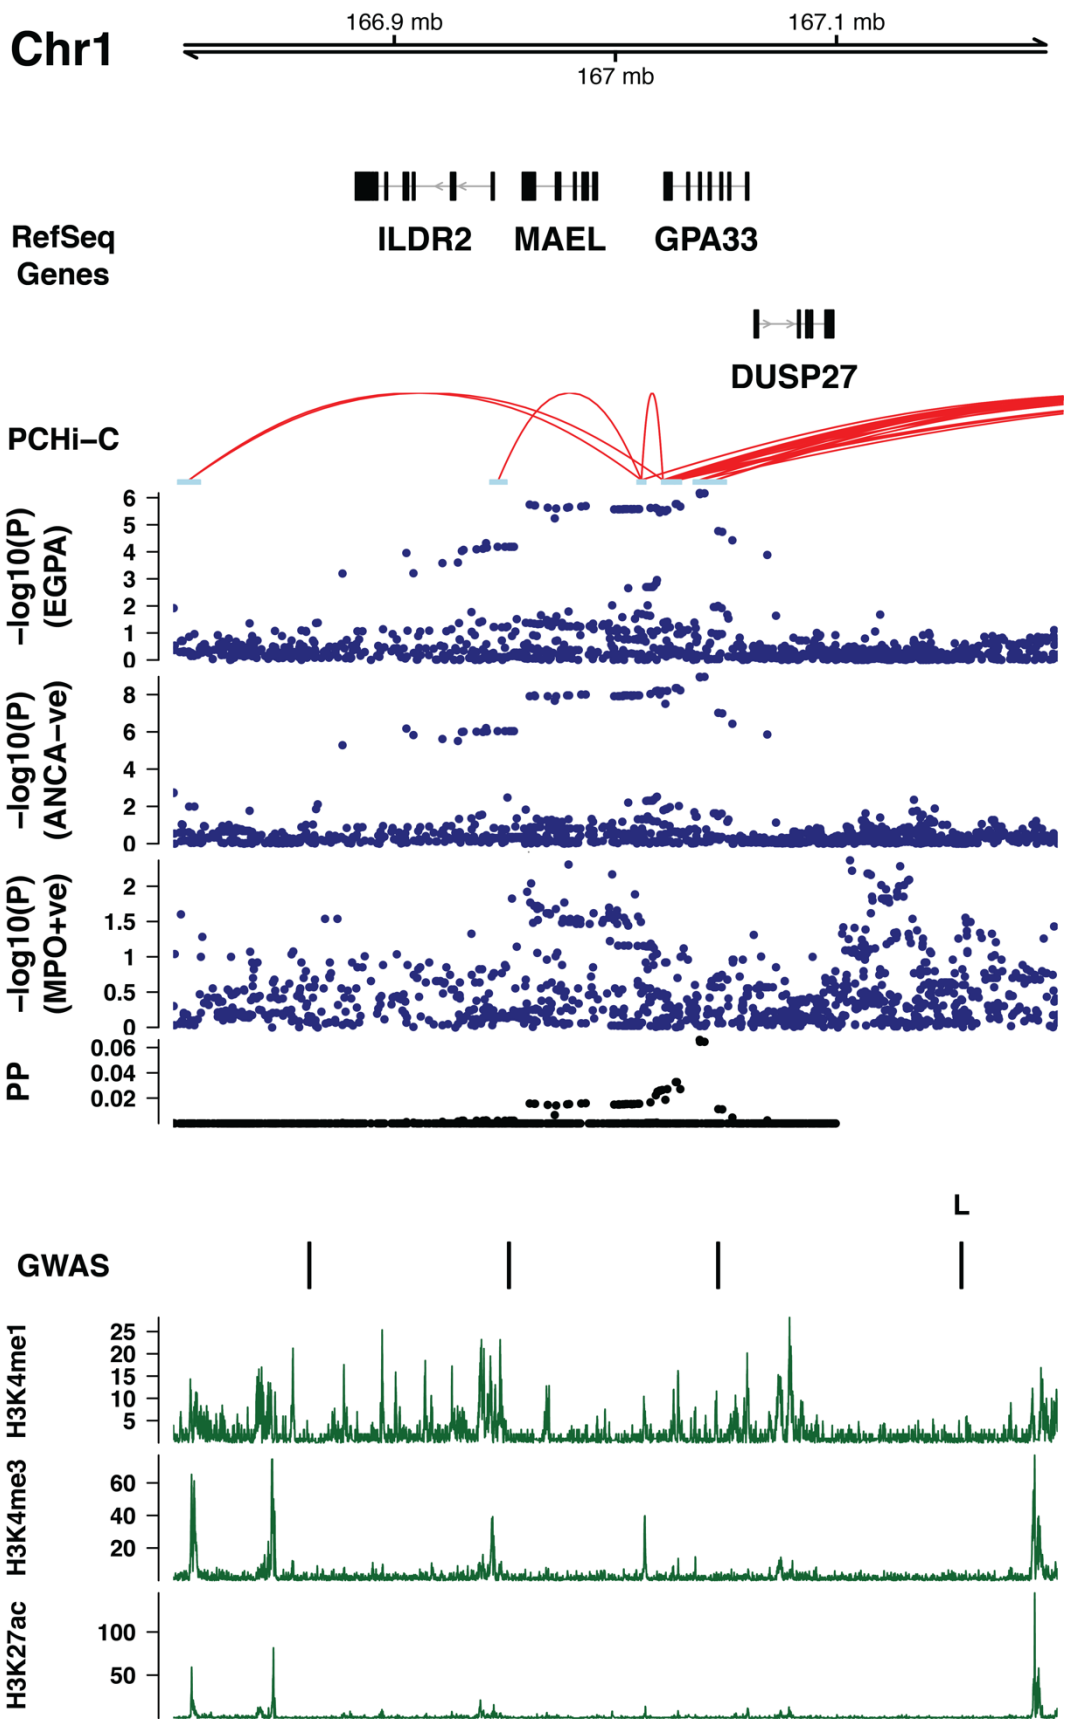 Chr1
166.9 mb
167.1 mb
167 mb
RefSeq
Genes
ILDR2
MAEL
GPA33
DUSP27
PCHi–C
–log10(P)
(EGPA)
6
5
4
3
2
1
0
–log10(P)
(ANCA–ve)
8
6
4
2
0
–log10(P)
(MPO+ve)
2
1.5
1
0.5
0
PP
0.06
0.04
0.02
L
GWAS
H3K4me1
25
20
15
10
5
H3K4me3
60
40
20
H3K27ac
100
50